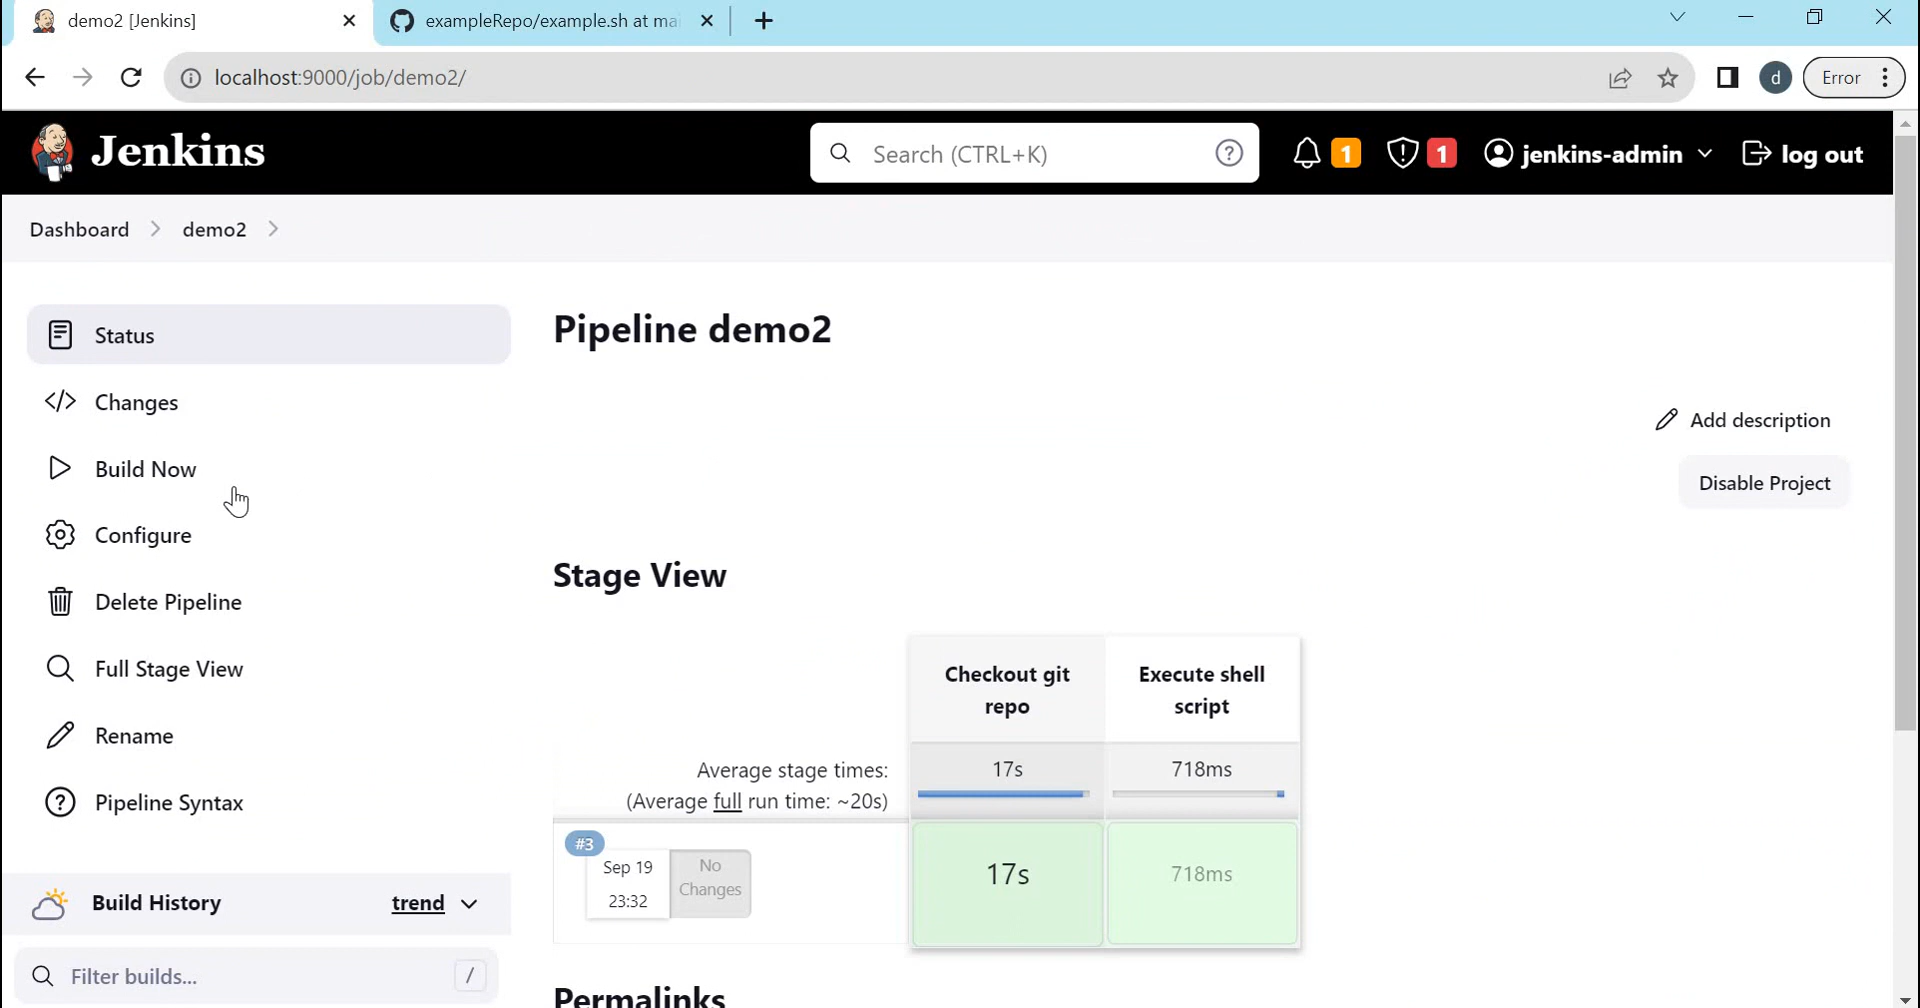 demo2 [Jenkins]
exampleRepo/example.sh at mai
localhost:9000/job/demo2/
d
Error
Jenkins
Search (CTRL+K)
?
1
1
jenkins-admin
log out
Dashboard
demo2
Status
Changes
Build Now
Configure
Delete Pipeline
Full Stage View
Rename
Pipeline Syntax
Build History
trend
Filter builds...
/
Pipeline demo2
Add description
Disable Project
Stage View
Checkout git
repo
Execute shell
script
Average stage times:
(Average full run time: ~20s)
17s
718ms
#3
Sep 19
23:32
No
Changes
17s
718ms
Permalinks